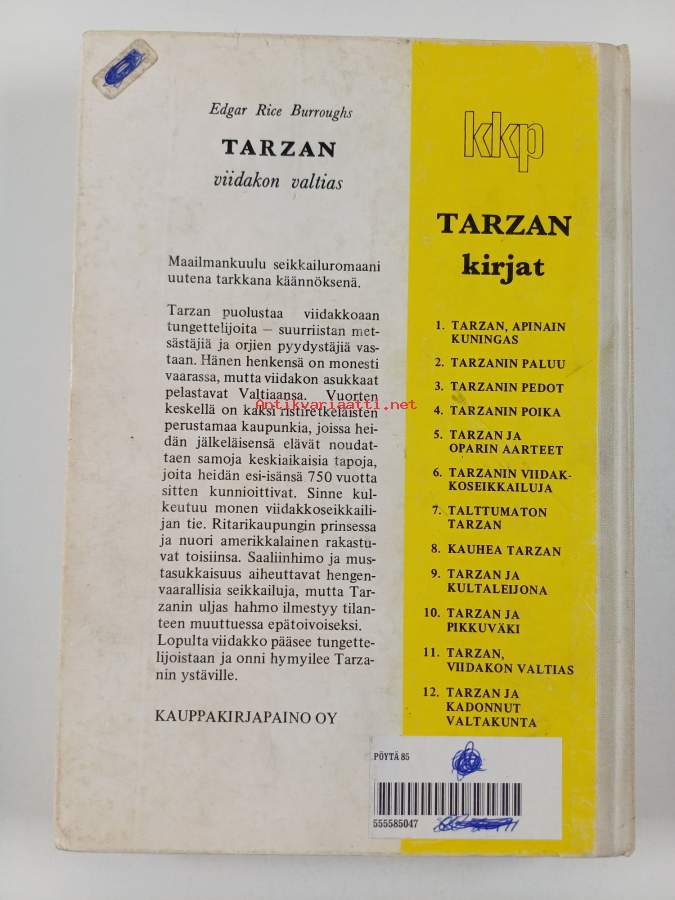 Edgar Rice Burroughs
TARZAN
viidakon valtias
Maailmankuulu seikkailuromaani
uutena tarkkana käännöksenä.
Tarzan puolustaa viidakkoaan
tungettelijoita — suurriistan met-
sästäjiä ja orjien pyydystäjiä vas-
taan. Hänen henkensä on monesti
vaarassa, mutta viidakon asukkaat
pelastavat Valtiaansa. Vuorten
keskellä on kaksi ristiretkeläisten
perustamaa kaupunkia, joissa hei-
dän jälkeläisensä elävät noudat-
taen samoja keskiaikaisia tapoja,
joita heidän esi-isänsä 750 vuotta
sitten kunnioittivat. Sinne kul-
keutuu monen viidakkoseikkaili-
jan tie. Ritarikaupungin prinsessa
ja nuori amerikkalainen rakastu-
vat toisiinsa. Saaliinhimo ja mus-
tasukkaisuus aiheuttavat hengen-
vaarallisia seikkailuja, mutta Tar-
zanin uljas hahmo ilmestyy tilan-
teen muuttuessa epätoivoiseksi.
Lopulta viidakko pääsee tungette-
lijoistaan ja onni hymyilee Tarza-
nin ystäville.
KAUPPAKIRJAPAINO OY
kkp
TARZAN
kirjat
1. TARZAN, APINAIN
KUNINGAS
2. TARZANIN PALUU
3. TARZANIN PEDOT
4. TARZANIN POIKA
5. TARZAN JA
OPARIN AARTEET
6. TARZANIN VIIDAK-
KOSEIKKAILUJA
7. TALTTUMATON
TARZAN
8. KAUHEA TARZAN
9. TARZAN JA
KULTALEIJONA
10. TARZAN JA
PIKKUVÄKI
11. TARZAN,
VIIDAKON VALTIAS
12. TARZAN JA
KADONNUT
VALTAKUNTA
PÖYTÄ 85
555585047
Antikvariaatti.net